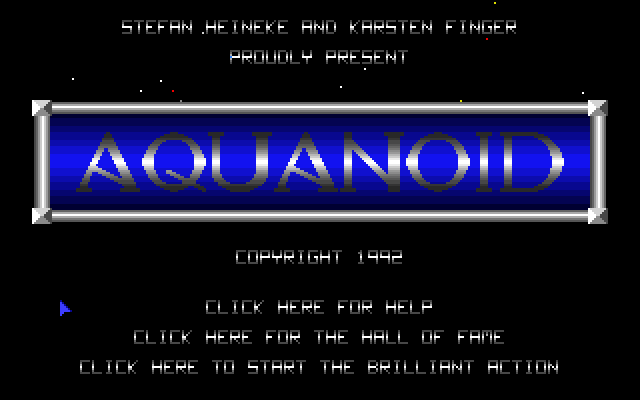 STEFAN HEINEKE AND KARSTEN FINGER
PROUDLY PRESENT
AQUANOID
COPYRIGHT 1992
CLICK HERE FOR HELP
CLICK HERE FOR THE HALL OF FAME
CLICK HERE TO START THE BRILLIANT ACTION